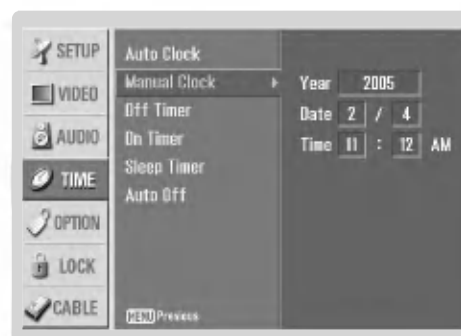 SETUP
VIDEO
AUDIO
TIME
OPTION
LOCK
CABLE
Auto Clock
Manual Clock
Off Timer
On Timer
Sleep Timer
Auto Off
MENU Previous
Year 2005
Date 2 / 4
Time 11 : 12 AM